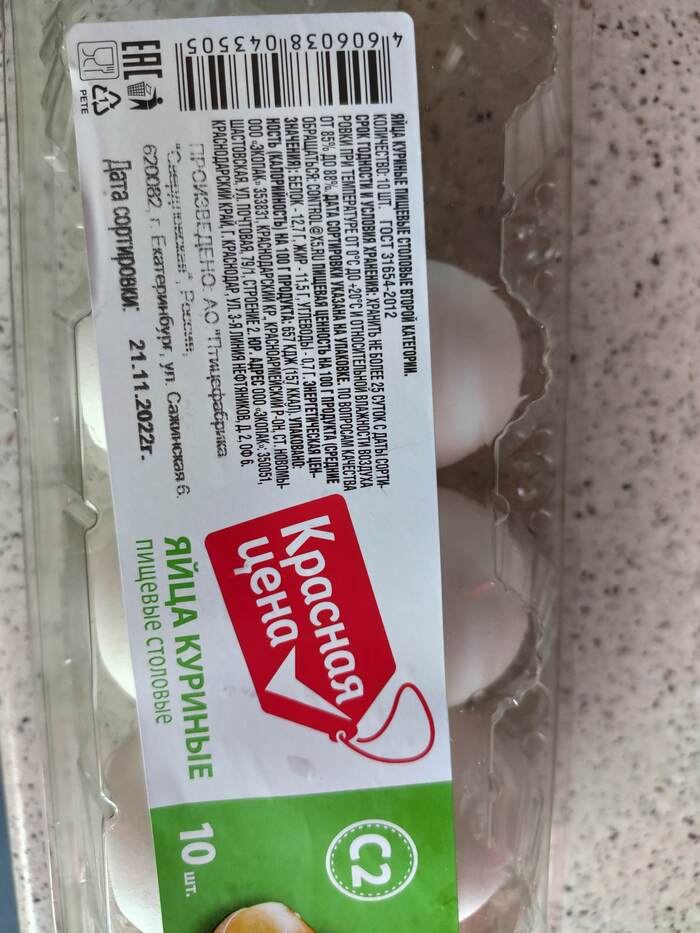 ЯЙЦА КУРИНЫЕ ПИЩЕВЫЕ СТОЛОВЫЕ ВТОРОЙ КАТЕГОРИИ.
КОЛИЧЕСТВО: 10 ШТ. ГОСТ 31654-2012
СРОК ГОДНОСТИ И УСЛОВИЯ ХРАНЕНИЯ: ХРАНИТЬ НЕ БОЛЕЕ 25 СУТОК С ДАТЫ СОРТИ-
РОВКИ ПРИ ТЕМПЕРАТУРЕ ОТ 0°С ДО +20°С И ОТНОСИТЕЛЬНОЙ ВЛАЖНОСТИ ВОЗДУХА
ОТ 85% ДО 88%. ДАТА СОРТИРОВКИ УКАЗАНА НА УПАКОВКЕ. ПО ВОПРОСАМ КАЧЕСТВА
ОБРАЩАТЬСЯ: CONTROL@X5.RU ПИЩЕВАЯ ЦЕННОСТЬ НА 100 Г ПРОДУКТА (СРЕДНИЕ
ЗНАЧЕНИЯ): БЕЛОК - 12,7 Г, ЖИР - 11,5 Г, УГЛЕВОДЫ - 0,7 Г. ЭНЕРГЕТИЧЕСКАЯ ЦЕН-
НОСТЬ (КАЛОРИЙНОСТЬ) НА 100 Г ПРОДУКТА: 657 КДЖ (157 ККАЛ). УПАКОВАНО:
ООО «ЭКОПАК» 353831, КРАСНОДАРСКИЙ КР., КРАСНОАРМЕЙСКИЙ Р-ОН, СТ. НОВОМЫ-
ШАСТОВСКАЯ, УЛ. ПОЧТОВАЯ, 79/1, СТРОЕНИЕ 2. ЮР. АДРЕС ООО «ЭКОПАК»: 350051,
КРАСНОДАРСКИЙ КРАЙ, Г. КРАСНОДАР, УЛ. 3-Я ЛИНИЯ НЕФТЯНИКОВ, Д. 2, ОФ 6.
ПРОИЗВЕДЕНО: АО "Птицефабрика
"Свердловская", Россия,
620082, г. Екатеринбург, ул. Сажинская 6.
Дата сортировки: 21.11.2022г.
4 606038 043505
EAC
1
PETE
Красная
цена
ЯЙЦА КУРИНЫЕ
ПИЩЕВЫЕ СТОЛОВЫЕ
С2
10 шт.